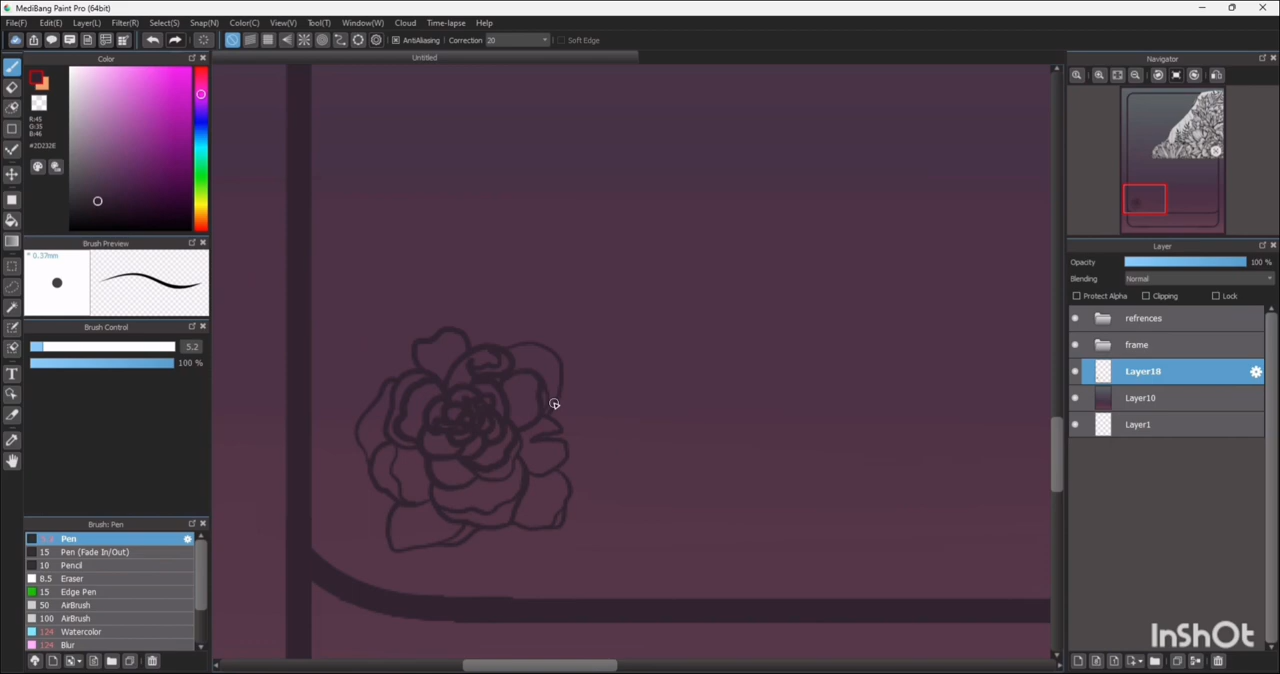 MediBang Paint Pro (64bit)
File(F) Edit(E) Layer(L) Filter(R) Select(S) Snap(N) Color(C) View(V) Tool(T) Window(W) Cloud Time-lapse Help
AntiAliasing Correction 20 Soft Edge
Color
Untitled
Navigator
R:45
G:35
B:46
#2D232E
Brush Preview
* 0.37mm
Layer
Opacity 100 %
Blending Normal
Protect Alpha Clipping Lock
Brush Control
5.2
100 %
refrences
frame
Layer18
Layer10
Layer1
Brush: Pen
Pen
15 Pen (Fade In/Out)
10 Pencil
8.5 Eraser
15 Edge Pen
50 AirBrush
100 AirBrush
124 Watercolor
124 Blur
InShOt